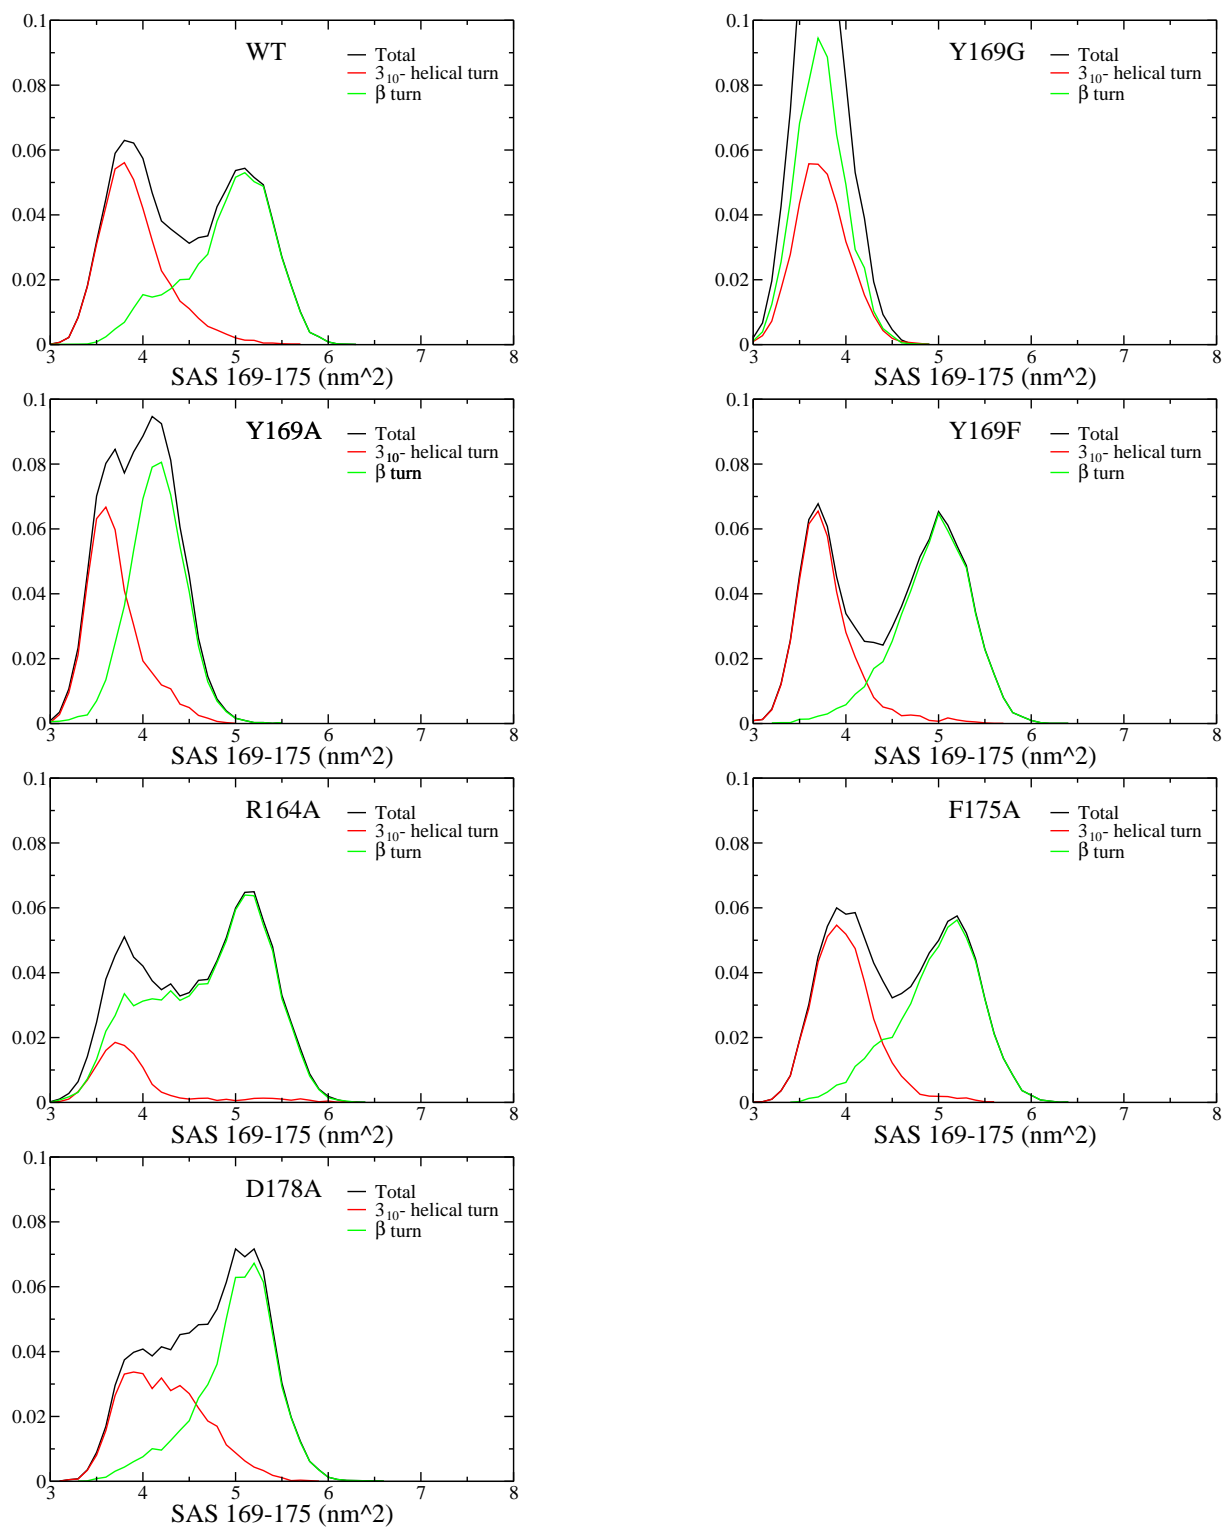 WT
Total
3₁₀- helical turn
β turn
0.1
0.08
0.06
0.04
0.02
0
3 4 5 6 7 8
SAS 169-175 (nm^2)
Y169G
Total
3₁₀- helical turn
β turn
0.1
0.08
0.06
0.04
0.02
0
3 4 5 6 7 8
SAS 169-175 (nm^2)
Y169A
Total
3₁₀- helical turn
β turn
0.1
0.08
0.06
0.04
0.02
0
3 4 5 6 7 8
SAS 169-175 (nm^2)
Y169F
Total
3₁₀- helical turn
β turn
0.1
0.08
0.06
0.04
0.02
0
3 4 5 6 7 8
SAS 169-175 (nm^2)
R164A
Total
3₁₀- helical turn
β turn
0.1
0.08
0.06
0.04
0.02
0
3 4 5 6 7 8
SAS 169-175 (nm^2)
F175A
Total
3₁₀- helical turn
β turn
0.1
0.08
0.06
0.04
0.02
0
3 4 5 6 7 8
SAS 169-175 (nm^2)
D178A
Total
3₁₀- helical turn
β turn
0.1
0.08
0.06
0.04
0.02
0
3 4 5 6 7 8
SAS 169-175 (nm^2)